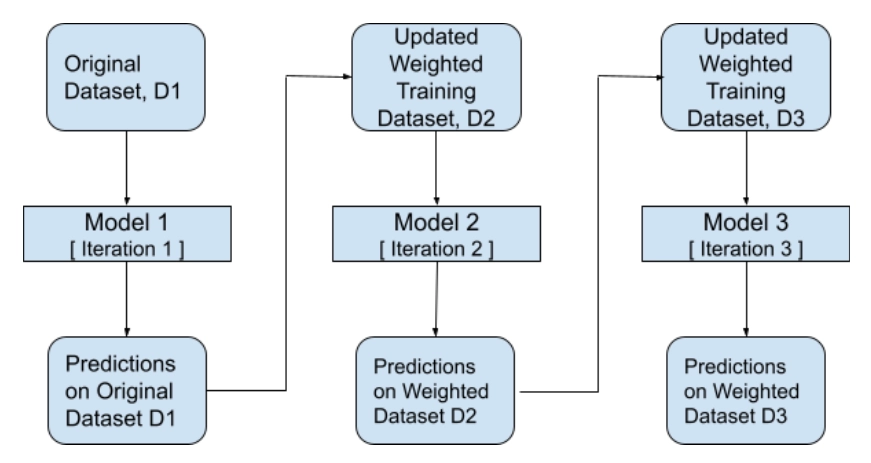 Original
Dataset, D1
Model 1
[ Iteration 1 ]
Predictions
on Original
Dataset D1
Updated
Weighted
Training
Dataset, D2
Model 2
[ Iteration 2 ]
Predictions
on Weighted
Dataset D2
Updated
Weighted
Training
Dataset, D3
Model 3
[ Iteration 3 ]
Predictions
on Weighted
Dataset D3